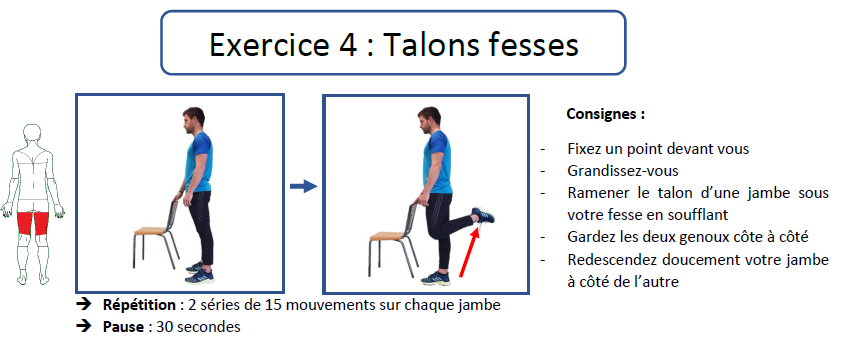 Exercice 4 : Talons fesses
Consignes :
- Fixez un point devant vous
- Grandissez-vous
- Ramener le talon d’une jambe sous
votre fesse en soufflant
- Gardez les deux genoux côte à côté
- Redescendez doucement votre jambe
à côté de l’autre
➔ Répétition : 2 séries de 15 mouvements sur chaque jambe
➔ Pause : 30 secondes